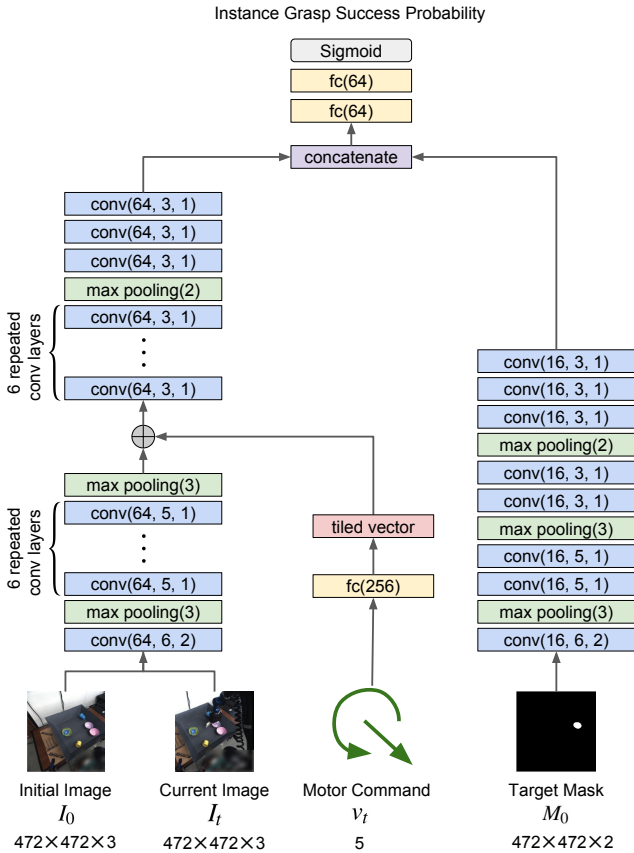 Instance Grasp Success Probability
Sigmoid
fc(64)
fc(64)
concatenate
conv(64, 3, 1)
conv(64, 3, 1)
conv(64, 3, 1)
max pooling(2)
conv(64, 3, 1)
conv(64, 3, 1)
6 repeated
conv layers
max pooling(3)
conv(64, 5, 1)
conv(64, 5, 1)
6 repeated
conv layers
max pooling(3)
conv(64, 6, 2)
tiled vector
fc(256)
conv(16, 3, 1)
conv(16, 3, 1)
conv(16, 3, 1)
max pooling(2)
conv(16, 3, 1)
conv(16, 3, 1)
max pooling(3)
conv(16, 5, 1)
conv(16, 5, 1)
max pooling(3)
conv(16, 6, 2)
Initial Image
I₀
472×472×3
Current Image
Iₜ
472×472×3
Motor Command
vₜ
5
Target Mask
M₀
472×472×2